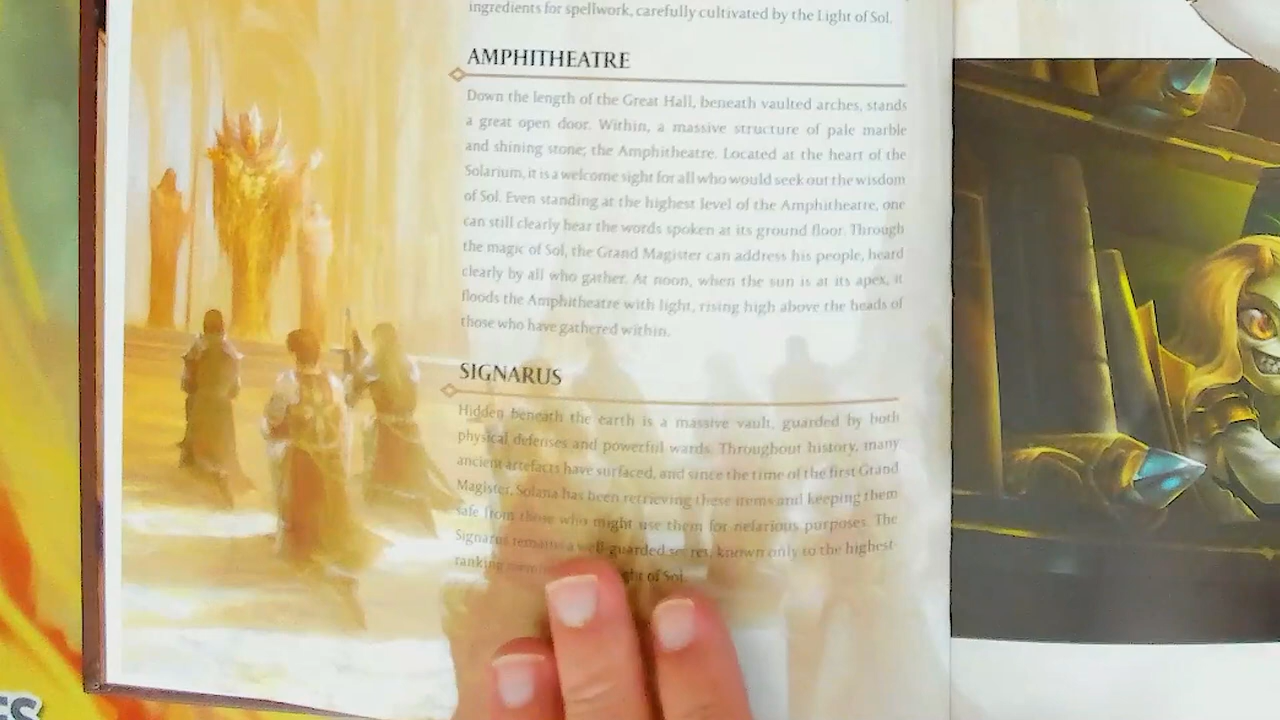 ingredients for spellwork, carefully cultivated by the Light of Sol.
AMPHITHEATRE
Down the length of the Great Hall, beneath vaulted arches, stands
a great open door. Within, a massive structure of pale marble
and shining stone; the Amphitheatre. Located at the heart of the
Solarium, it is a welcome sight for all who would seek out the wisdom
of Sol. Even standing at the highest level of the Amphitheatre, one
can still clearly hear the words spoken at its ground floor. Through
the magic of Sol, the Grand Magister can address his people, heard
clearly by all who gather. At noon, when the sun is at its apex, it
floods the Amphitheatre with light, rising high above the heads of
those who have gathered within.
SIGNARUS
Hidden beneath the earth is a massive vault, guarded by both
physical defenses and powerful wards. Throughout history, many
ancient artefacts have surfaced, and since the time of the first Grand
Magister, Solana has been retrieving these items and keeping them
safe from those who might use them for nefarious purposes. The
Signarus remains a well-guarded secret, known only to the highest-
ranking of Sol.
ES